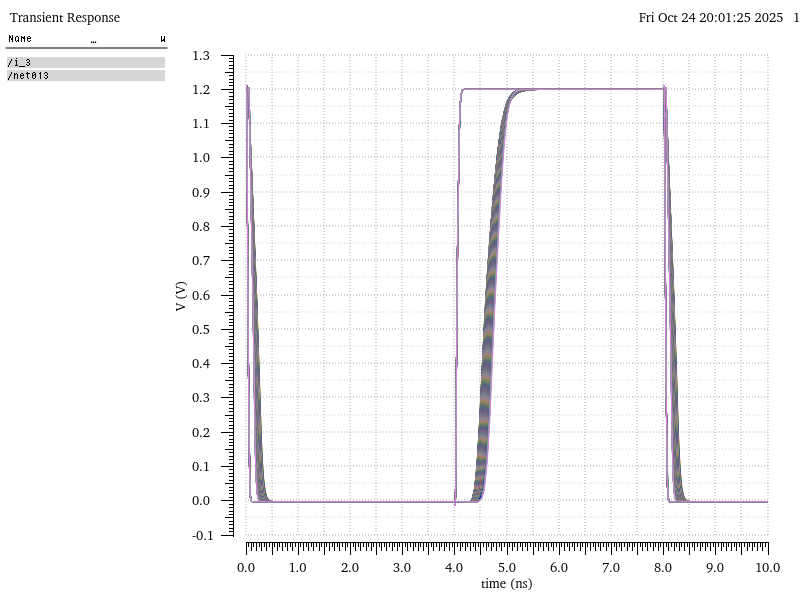 Transient Response
Fri Oct 24 20:01:25 2025 1
Name ... W
/i_3
/net013
1.3
1.2
1.1
1.0
0.9
0.8
0.7
0.6
0.5
0.4
0.3
0.2
0.1
0.0
-0.1
V (V)
0.0 1.0 2.0 3.0 4.0 5.0 6.0 7.0 8.0 9.0 10.0
time (ns)